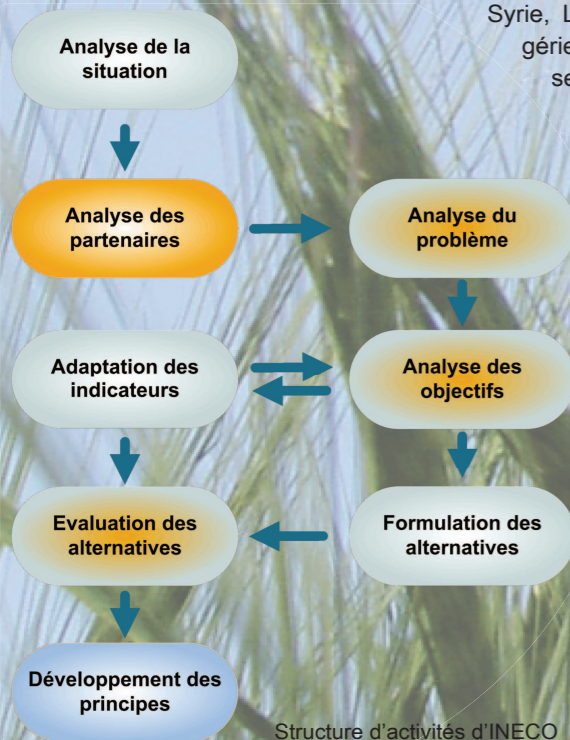 Syrie,
gérie
se
Analyse de la
situation
Analyse des
partenaires
Analyse du
problème
Adaptation des
indicateurs
Analyse des
objectifs
Evaluation des
alternatives
Formulation des
alternatives
Développement des
principes
Structure d'activités d'INECO